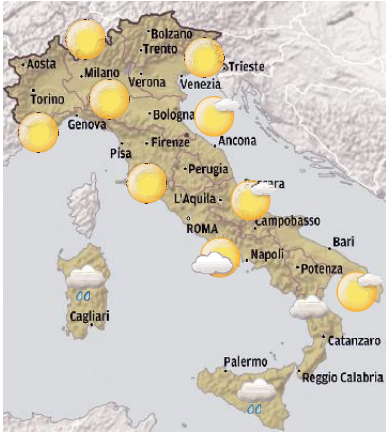 Bolzano
Trento
Aosta
Trieste
Milano
Verona
Venezia
Torino
Genova
Bologna
Ancona
Pisa
Firenze
Perugia
L'Aquila
ROMA
Campobasso
Bari
Napoli
Potenza
Cagliari
Catanzaro
Palermo
Reggio Calabria